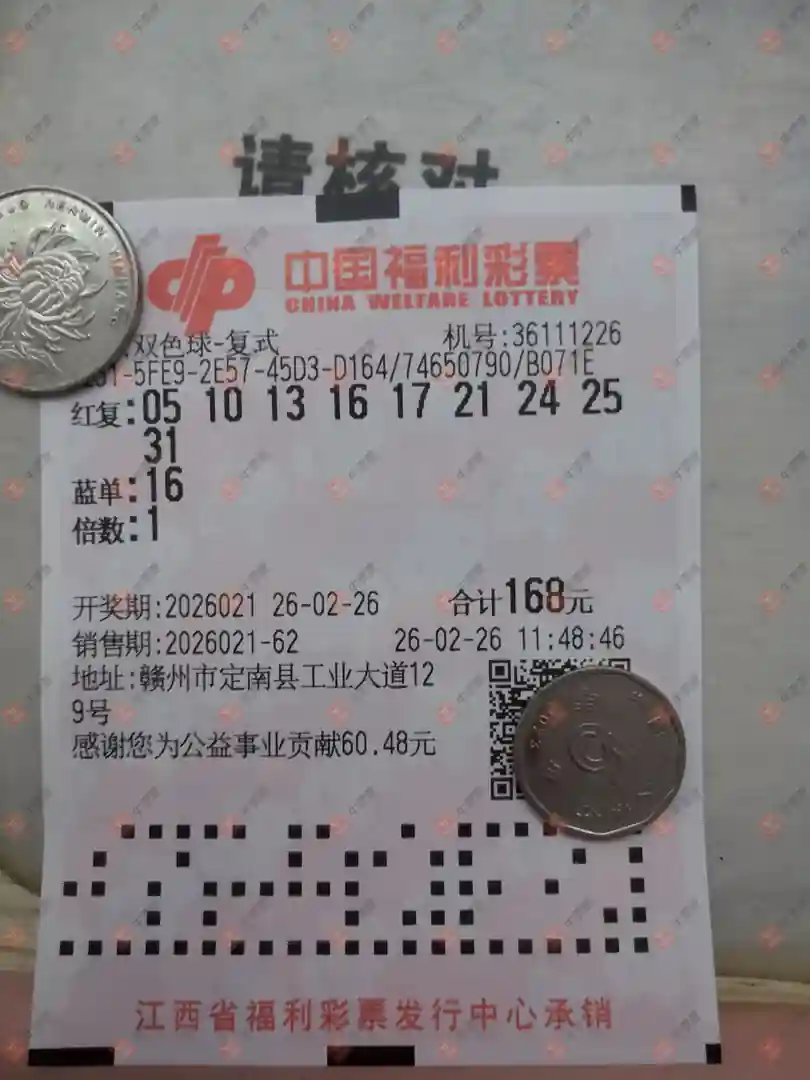 请核对
中国福利彩票
CHINA WELFARE LOTTERY
双色球-复式 机号:36111226
-5FE9-2E57-45D3-D164/74650790/B071E
红复:05 10 13 16 17 21 24 25
31
蓝单:16
倍数:1
开奖期:2026021 26-02-26 合计168元
销售期:2026021-62 26-02-26 11:48:46
地址:赣州市定南县工业大道12
9号
感谢您为公益事业贡献60.48元
江西省福利彩票发行中心承销